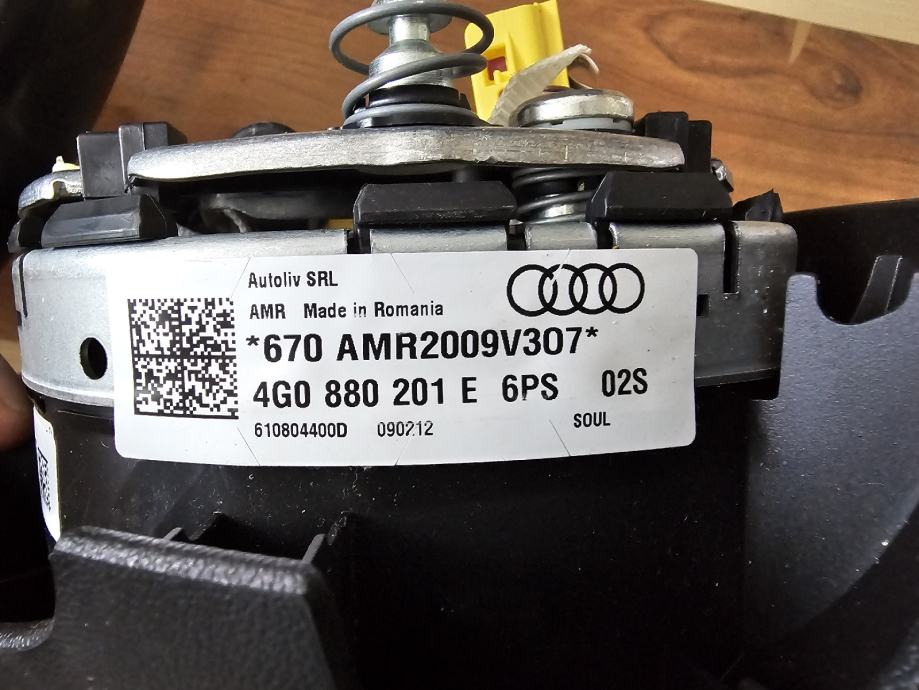 Autoliv SRL
AMR Made in Romania
*670 AMR2009V307*
4G0 880 201 E 6PS 02S
610804400D 090212 SOUL